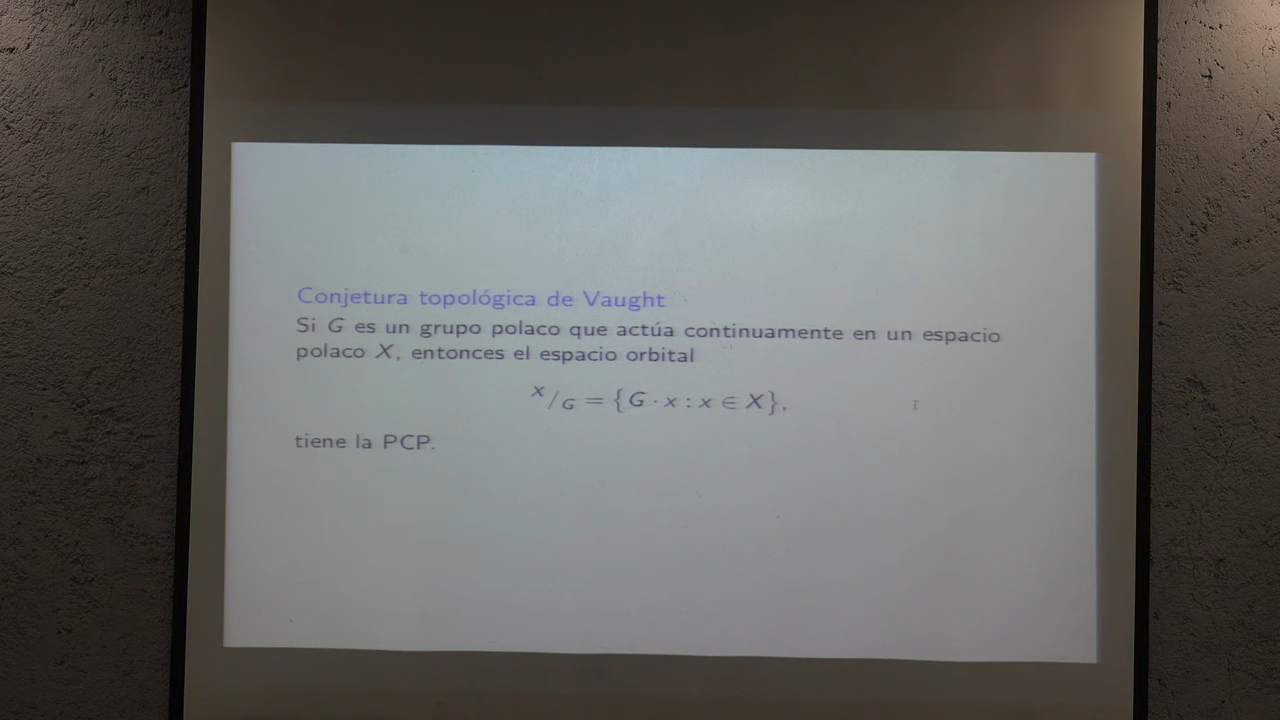 Conjetura topológica de Vaught
Si G es un grupo polaco que actúa continuamente en un espacio
polaco X, entonces el espacio orbital
X/G = {G · x : x ∈ X},
tiene la PCP.